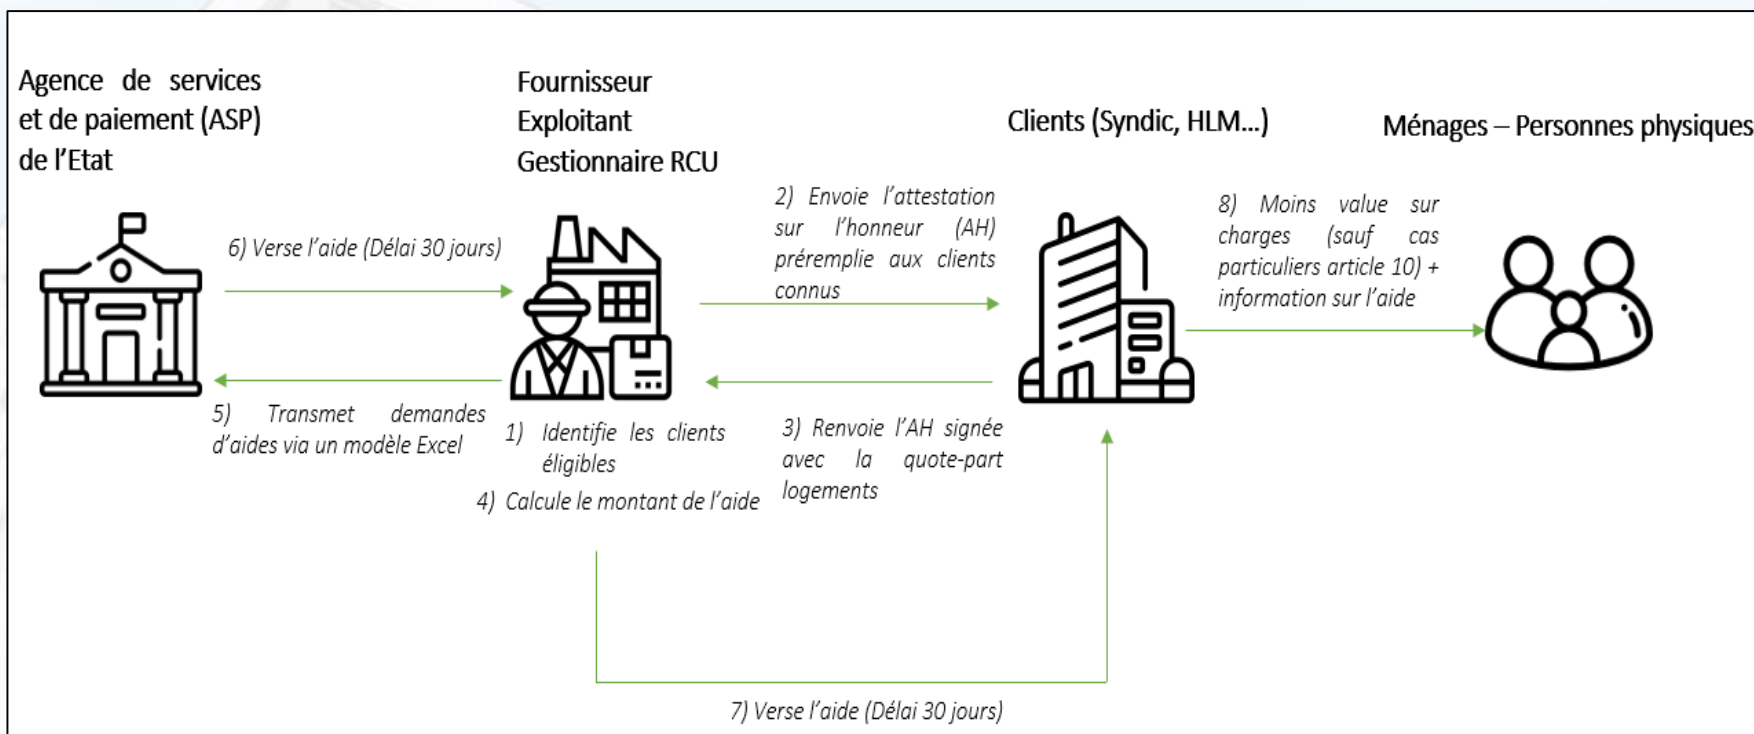 Agence de services
et de paiement (ASP)
de l'Etat
Fournisseur
Exploitant
Gestionnaire RCU
Clients (Syndic, HLM...)
Ménages – Personnes physiques
6) Verse l'aide (Délai 30 jours)
2) Envoie l'attestation
sur l'honneur (AH)
préremplie aux clients
connus
8) Moins value sur
charges (sauf cas
particuliers article 10) +
information sur l'aide
5) Transmet demandes
d'aides via un modèle Excel
1) Identifie les clients
éligibles
4) Calcule le montant de l'aide
3) Renvoie l'AH signée
avec la quote-part
logements
7) Verse l'aide (Délai 30 jours)